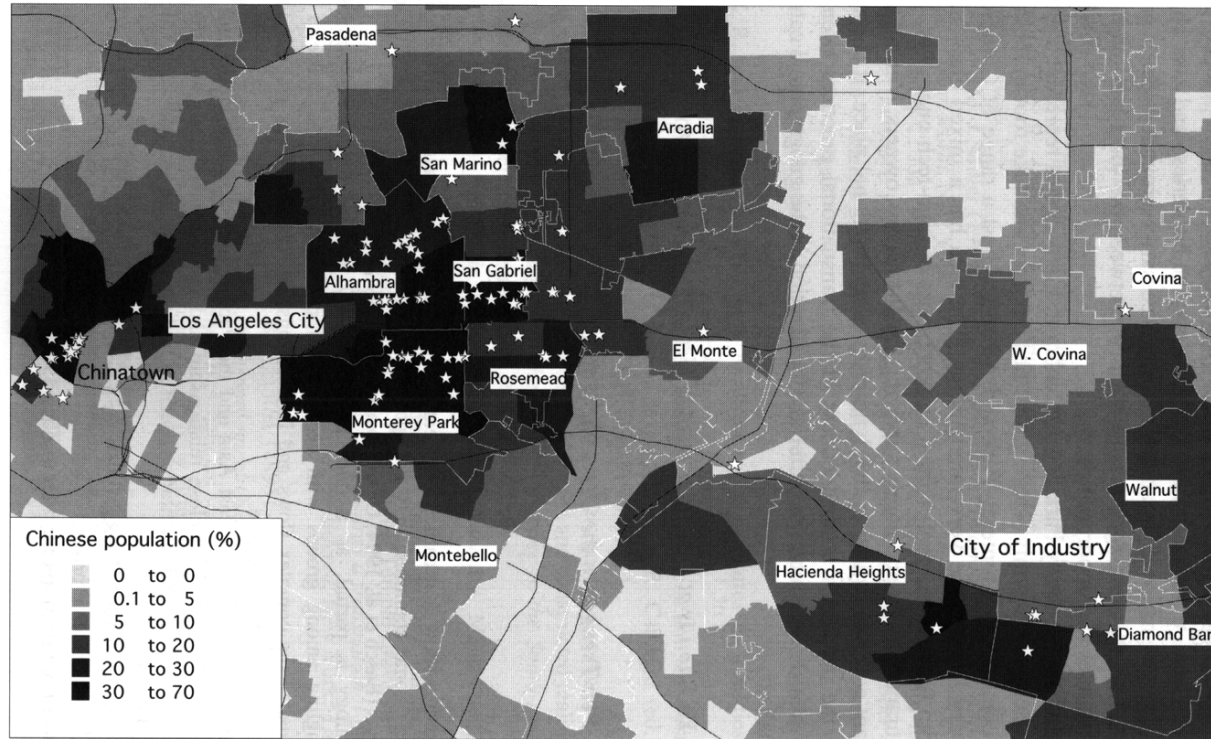 Pasadena
Arcadia
San Marino
San Gabriel
Alhambra
Covina
Los Angeles City
El Monte
W. Covina
Chinatown
Rosemead
Monterey Park
Walnut
Chinese population (%)
0 to 0
0.1 to 5
5 to 10
10 to 20
20 to 30
30 to 70
Montebello
City of Industry
Hacienda Heights
Diamond Bar